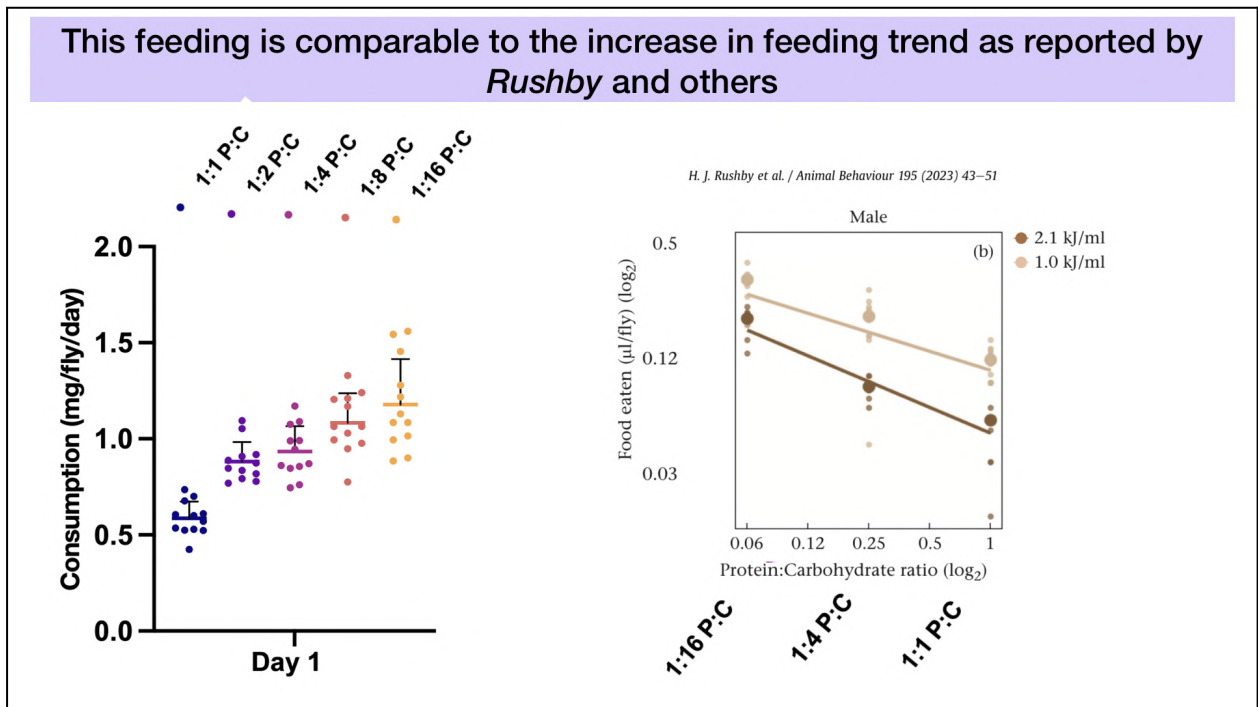 This feeding is comparable to the increase in feeding trend as reported by
Rushby and others
1:1 P:C
1:2 P:C
1:4 P:C
1:8 P:C
1:16 P:C
2.0
1.5
1.0
0.5
0.0
Consumption (mg/fly/day)
Day 1
H. J. Rushby et al. / Animal Behaviour 195 (2023) 43–51
Male
(b)
2.1 kJ/ml
1.0 kJ/ml
0.5
0.12
0.03
Food eaten (μl/fly) (log₂)
0.06 0.12 0.25 0.5 1
Protein:Carbohydrate ratio (log₂)
1:16 P:C
1:4 P:C
1:1 P:C